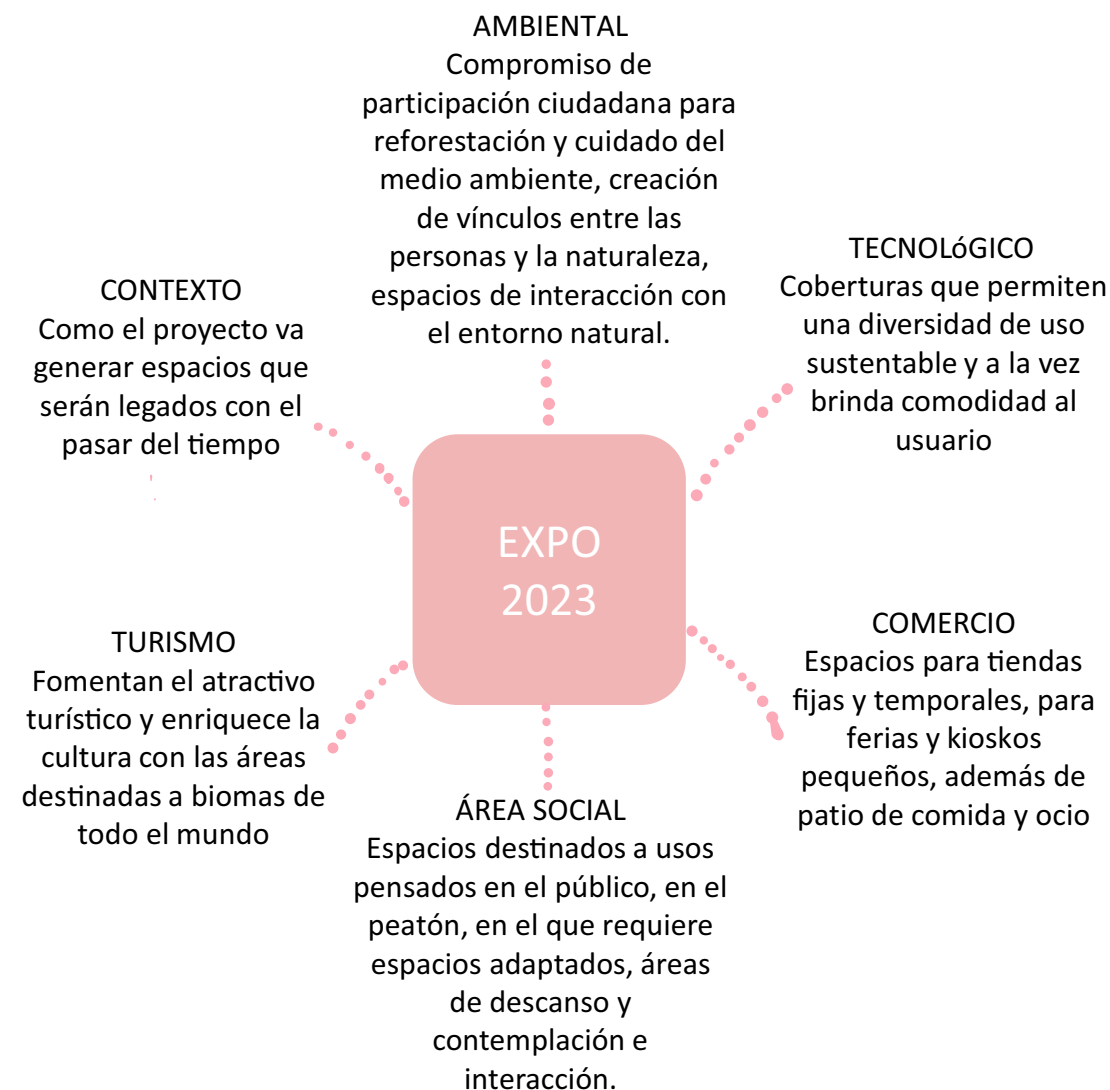 AMBIENTAL
Compromiso de
participación ciudadana para
reforestación y cuidado del
medio ambiente, creación
de vínculos entre las
personas y la naturaleza,
espacios de interacción con
el entorno natural.
TECNOLóGICO
Coberturas que permiten
una diversidad de uso
sustentable y a la vez
brinda comodidad al
usuario
CONTEXTO
Como el proyecto va
generar espacios que
serán legados con el
pasar del tiempo
EXPO
2023
TURISMO
Fomentan el atractivo
turístico y enriquece la
cultura con las áreas
destinadas a biomas de
todo el mundo
COMERCIO
Espacios para tiendas
fijas y temporales, para
ferias y kioskos
pequeños, además de
patio de comida y ocio
ÁREA SOCIAL
Espacios destinados a usos
pensados en el público, en el
peatón, en el que requiere
espacios adaptados, áreas
de descanso y
contemplación e
interacción.